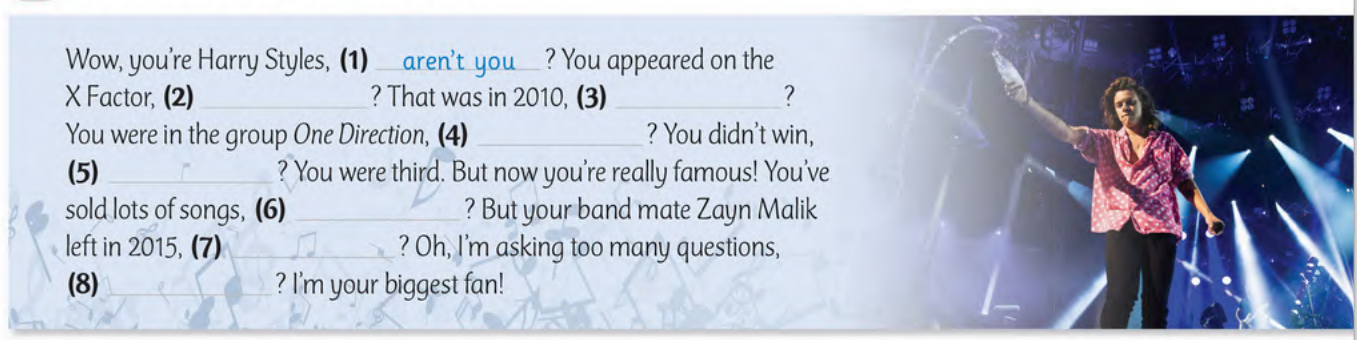 Wow, you're Harry Styles, (1) aren't you ? You appeared on the
X Factor, (2) ? That was in 2010, (3) ?
You were in the group One Direction, (4) ? You didn't win,
(5) ? You were third. But now you're really famous! You've
sold lots of songs, (6) ? But your band mate Zayn Malik
left in 2015, (7) ? Oh, I'm asking too many questions,
(8) ? I'm your biggest fan!